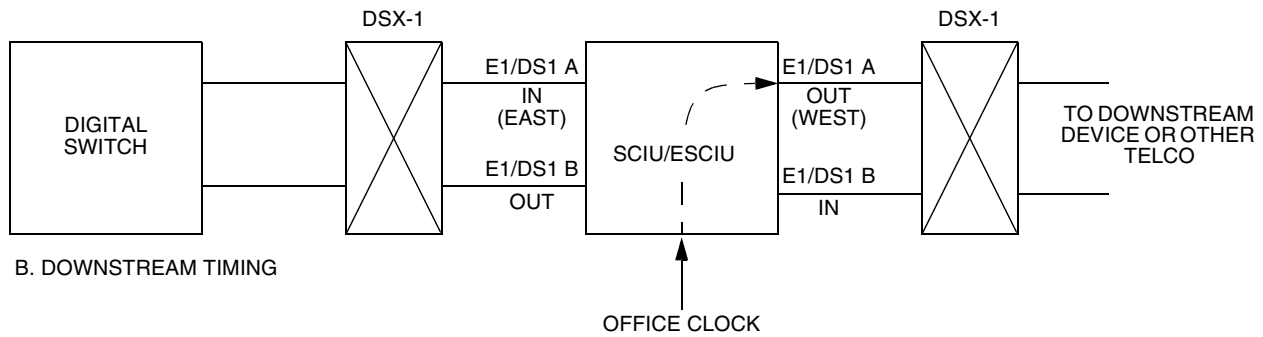 DSX-1
DSX-1
DIGITAL
SWITCH
E1/DS1 A
IN
(EAST)
E1/DS1 B
OUT
SCIU/ESCIU
E1/DS1 A
OUT
(WEST)
E1/DS1 B
IN
TO DOWNSTREAM
DEVICE OR OTHER
TELCO
B. DOWNSTREAM TIMING
OFFICE CLOCK